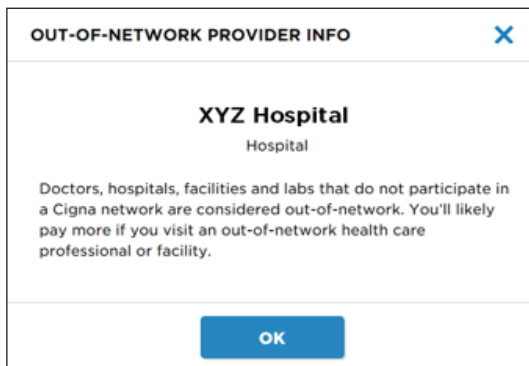 OUT-OF-NETWORK PROVIDER INFO
XYZ Hospital
Hospital
Doctors, hospitals, facilities and labs that do not participate in
a Cigna network are considered out-of-network. You'll likely
pay more if you visit an out-of-network health care
professional or facility.
OK